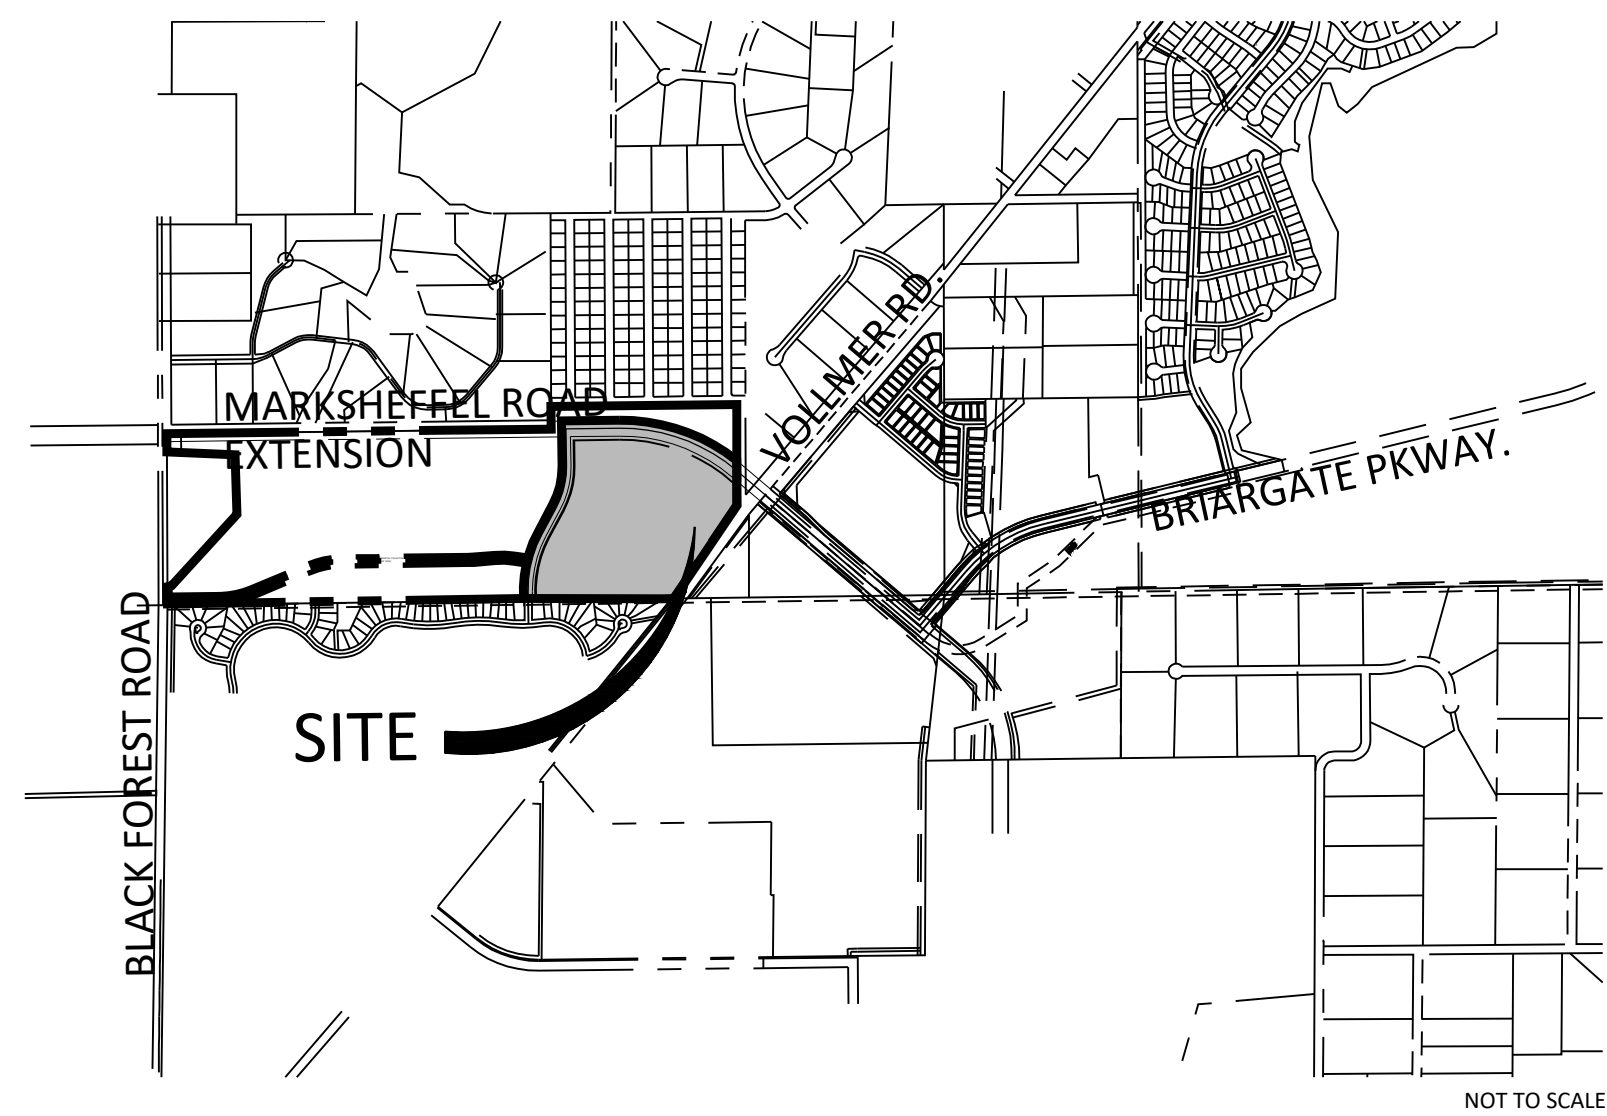 MARKSHEFFEL ROAD
EXTENSION
VOLLMER RD.
BRIARGATE PKWAY.
BLACK FOREST ROAD
SITE
NOT TO SCALE